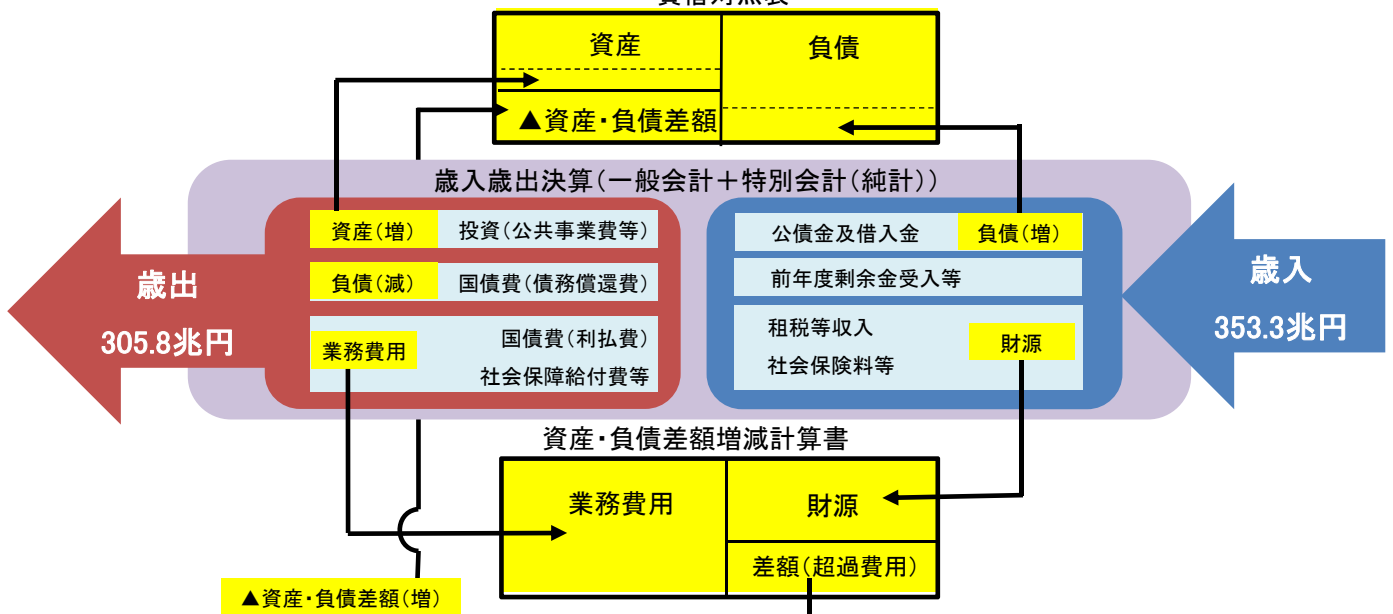 資産
負債
▲資産・負債差額
歳入歳出決算(一般会計+特別会計(純計))
資産(増)
投資(公共事業費等)
負債(減)
国債費(債務償還費)
業務費用
国債費(利払費)
社会保障給付費等
公債金及借入金
負債(増)
前年度剰余金受入等
租税等収入
社会保険料等
財源
歳出
305.8兆円
歳入
353.3兆円
資産・負債差額増減計算書
業務費用
財源
差額(超過費用)
▲資産・負債差額(増)